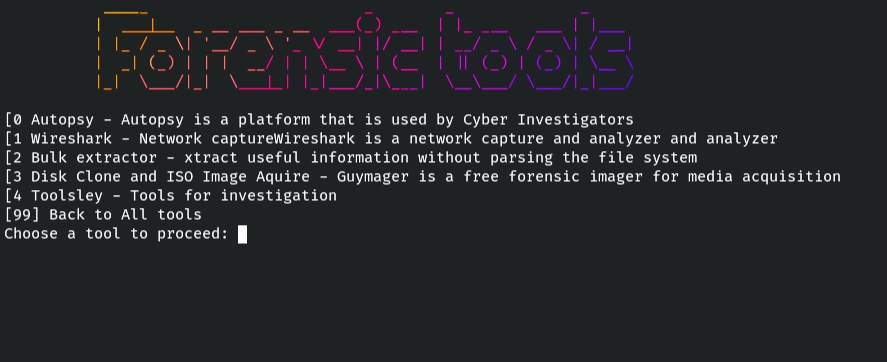 Forensic tools
[0 Autopsy - Autopsy is a platform that is used by Cyber Investigators
[1 Wireshark - Network captureWireshark is a network capture and analyzer and analyzer
[2 Bulk extractor - xtract useful information without parsing the file system
[3 Disk Clone and ISO Image Aquire - Guymager is a free forensic imager for media acquisition
[4 Toolsley - Tools for investigation
[99] Back to All tools
Choose a tool to proceed: